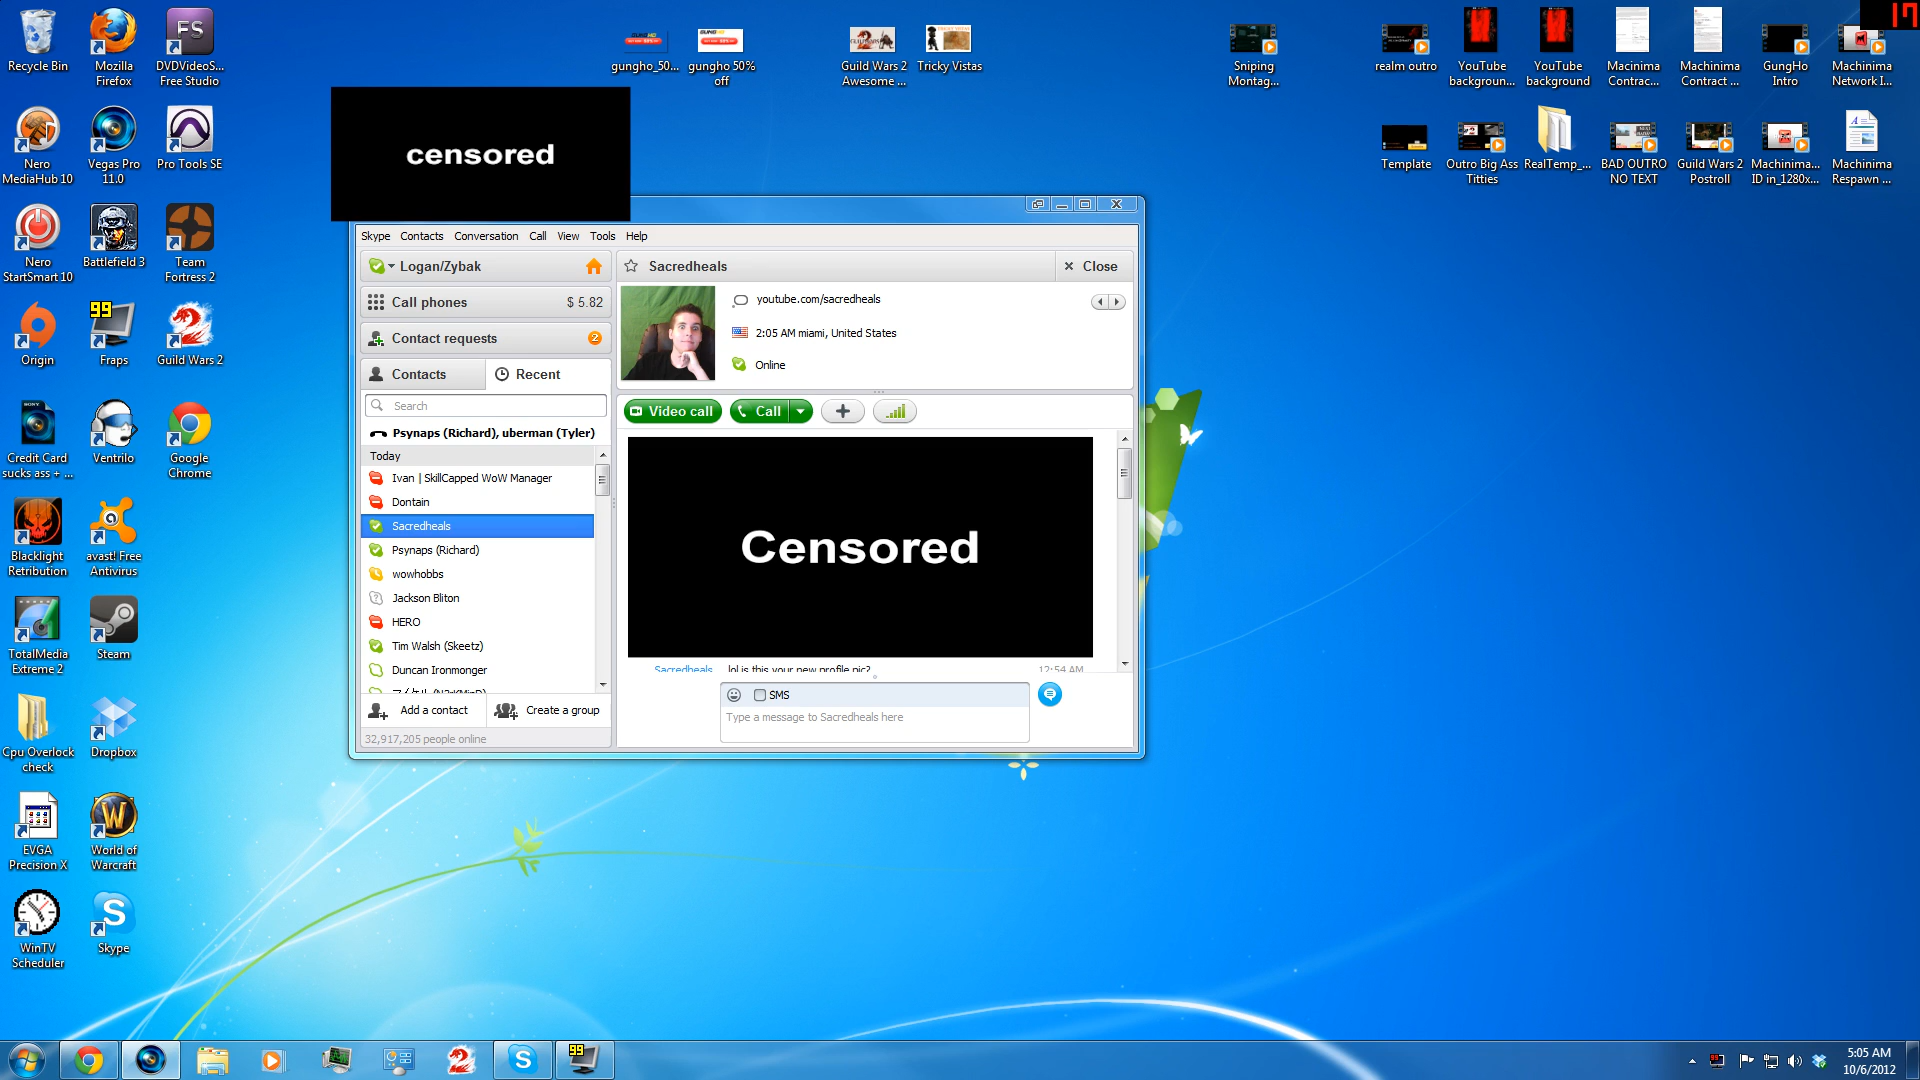 Recycle Bin
Mozilla
Firefox
DVDVideoS...
Free Studio
gungho_50...
gungho 50%
off
Guild Wars 2
Awesome ...
Tricky Vistas
Sniping
Montag...
realm outro
YouTube
backgroun...
YouTube
background
Macinima
Contrac...
Machinima
Contract ...
GungHo
Intro
Machinima
Network I...
17
Nero
MediaHub 10
Vegas Pro
11.0
Pro Tools SE
Template
Outro Big Ass
Titties
RealTemp_...
BAD OUTRO
NO TEXT
Guild Wars 2
Postroll
Machinima...
ID in_1280x...
Machinima
Respawn ...
Nero
StartSmart 10
Battlefield 3
Team
Fortress 2
Origin
99
Fraps
Guild Wars 2
SONY
Credit Card
sucks ass + ...
Ventrilo
Google
Chrome
Blacklight
Retribution
avast! Free
Antivirus
TotalMedia
Extreme 2
Steam
Cpu Overlock
check
Dropbox
EVGA
Precision X
World of
Warcraft
WinTV
Scheduler
Skype
censored
Skype Contacts Conversation Call View Tools Help
Logan/Zybak
Call phones $ 5.82
Contact requests 2
Contacts Recent
Search
Psynaps (Richard), uberman (Tyler)
Today
Ivan | SkillCapped WoW Manager
Dontain
Sacredheals
Psynaps (Richard)
wowhobbs
Jackson Bliton
HERO
Tim Walsh (Skeetz)
Duncan Ironmonger
Add a contact Create a group
32,917,205 people online
Sacredheals Close
youtube.com/sacredheals
2:05 AM miami, United States
Online
Video call Call
Censored
Sacredheals lol is this your new profile pic? 12:54 AM
SMS
Type a message to Sacredheals here
99
5:05 AM
10/6/2012